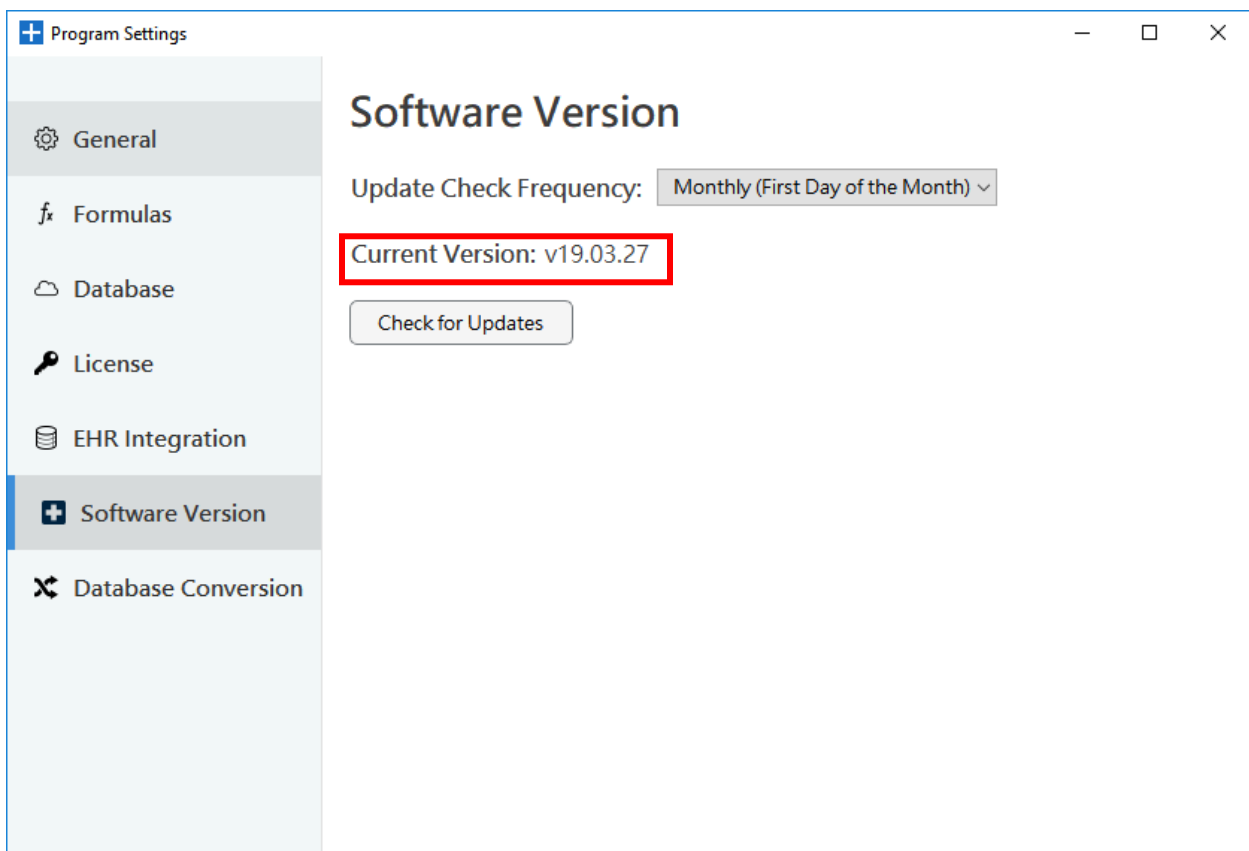 Program Settings
General
Formulas
Database
License
EHR Integration
Software Version
Database Conversion
Software Version
Update Check Frequency: Monthly (First Day of the Month)
Current Version: v19.03.27
Check for Updates